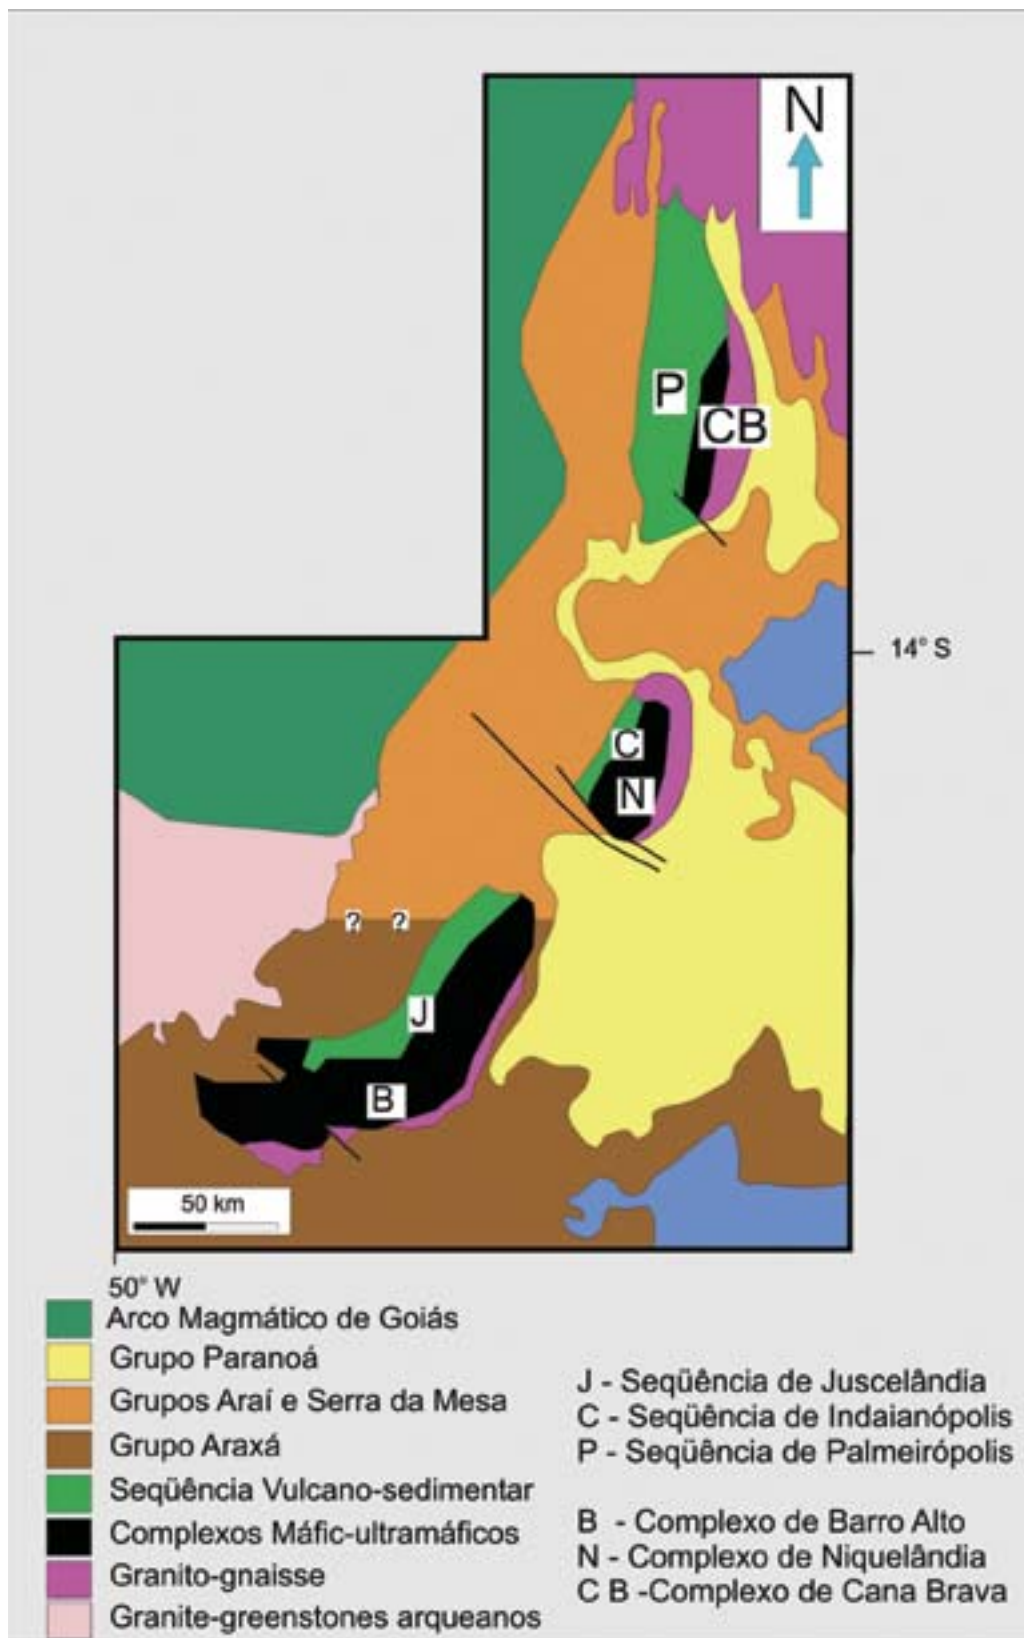 N
P
CB
14° S
C
N
? ?
J
B
50 km
50° W
Arco Magmático de Goiás
Grupo Paranoá
Grupos Araí e Serra da Mesa
Grupo Araxá
Seqüência Vulcano-sedimentar
Complexos Máfic-ultramáficos
Granito-gnaisse
Granite-greenstones arqueanos
J - Seqüência de Juscelândia
C - Seqüência de Indaianópolis
P - Seqüência de Palmeirópolis
B - Complexo de Barro Alto
N - Complexo de Niquelândia
C B -Complexo de Cana Brava